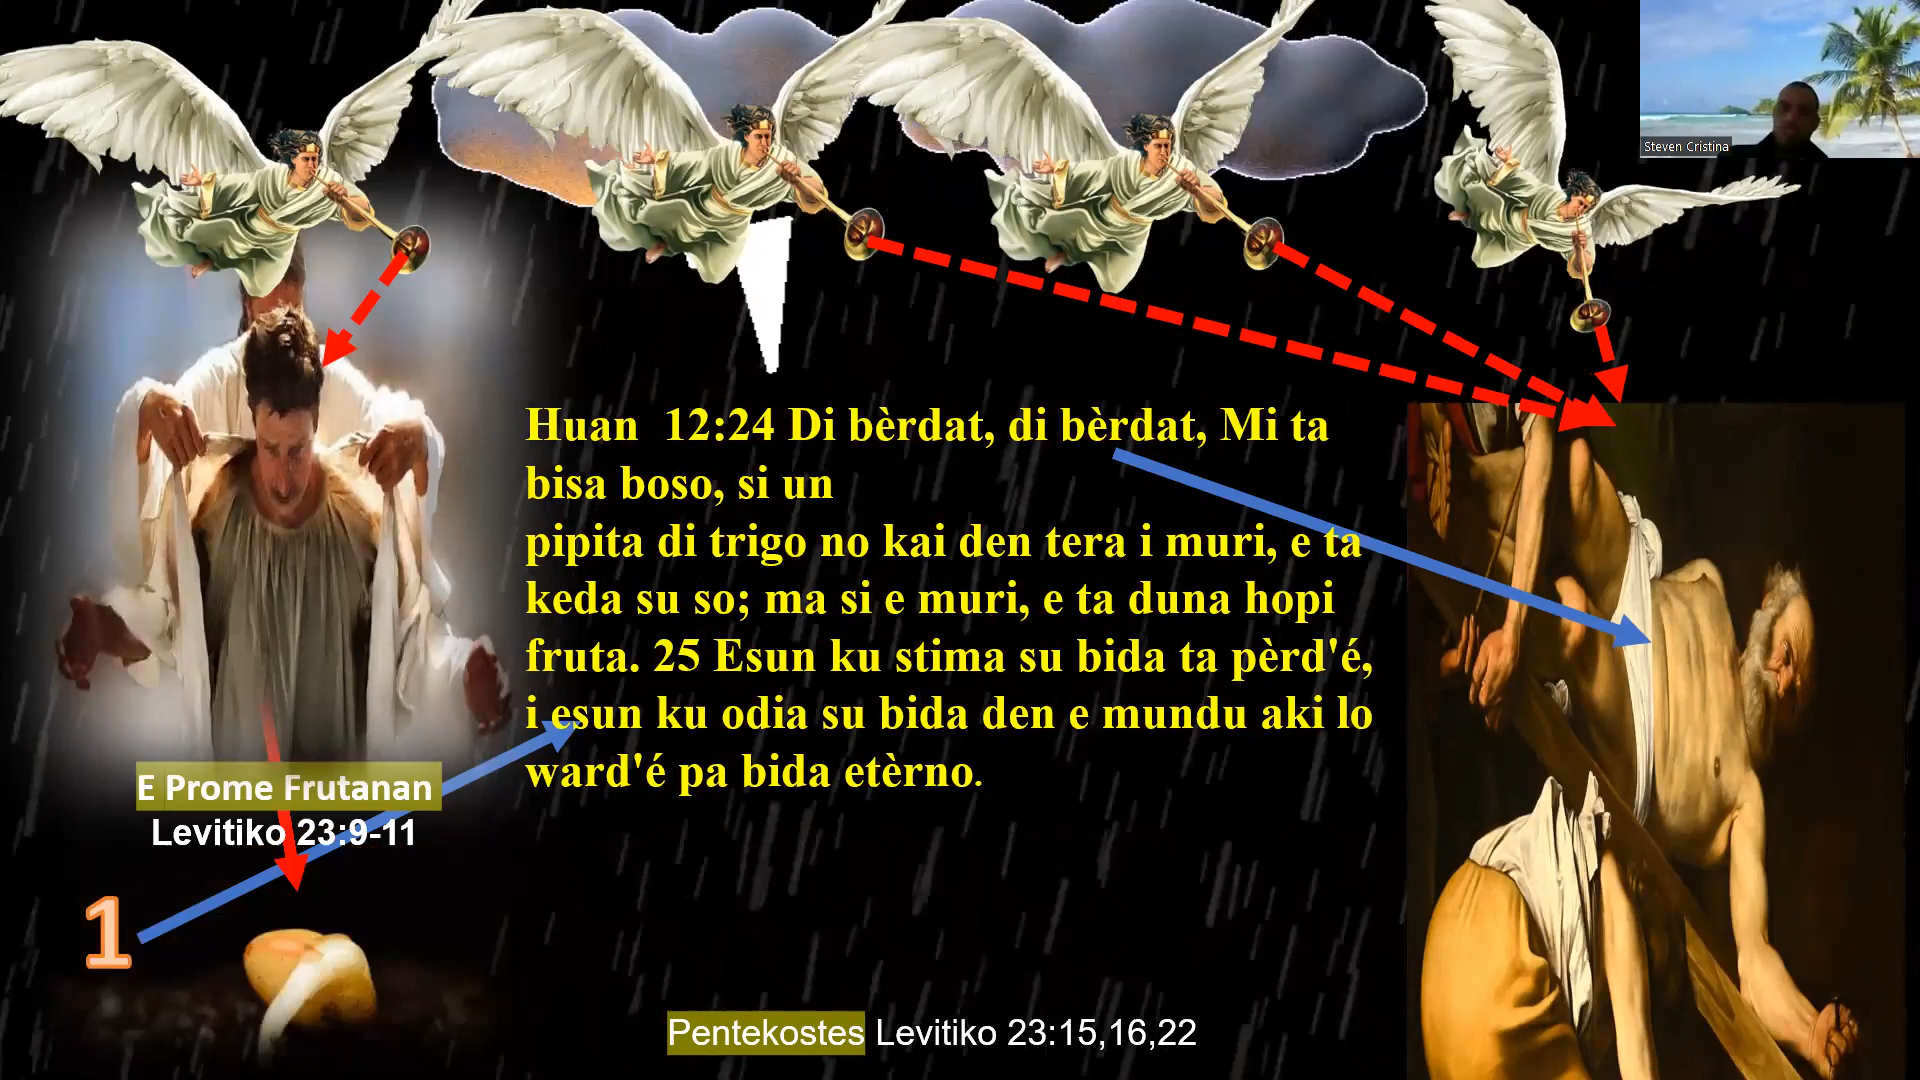 Steven Cristina
Huan  12:24 Di bèrdat, di bèrdat, Mi ta
bisa boso, si un
pipita di trigo no kai den tera i muri, e ta
keda su so; ma si e muri, e ta duna hopi
fruta. 25 Esun ku stima su bida ta pèrd'é,
i esun ku odia su bida den e mundu aki lo
ward'é pa bida etèrno.
E Prome Frutanan
Levitiko 23:9-11
1
Pentekostes Levitiko 23:15,16,22